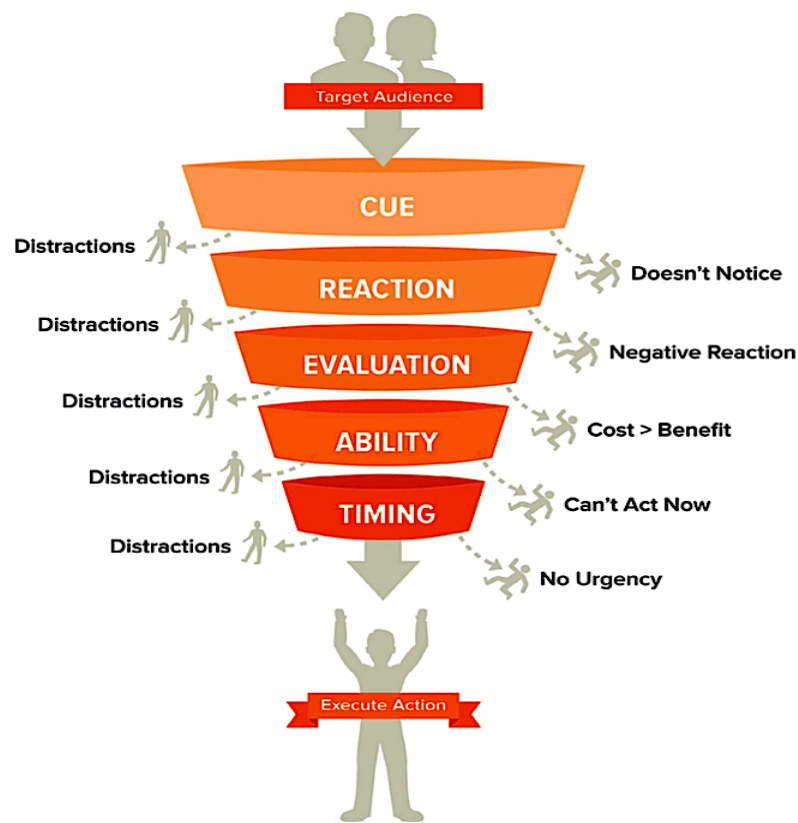 Target Audience
CUE
Distractions
Doesn't Notice
REACTION
Distractions
Negative Reaction
EVALUATION
Distractions
Cost > Benefit
ABILITY
Distractions
Can't Act Now
TIMING
Distractions
No Urgency
Execute Action